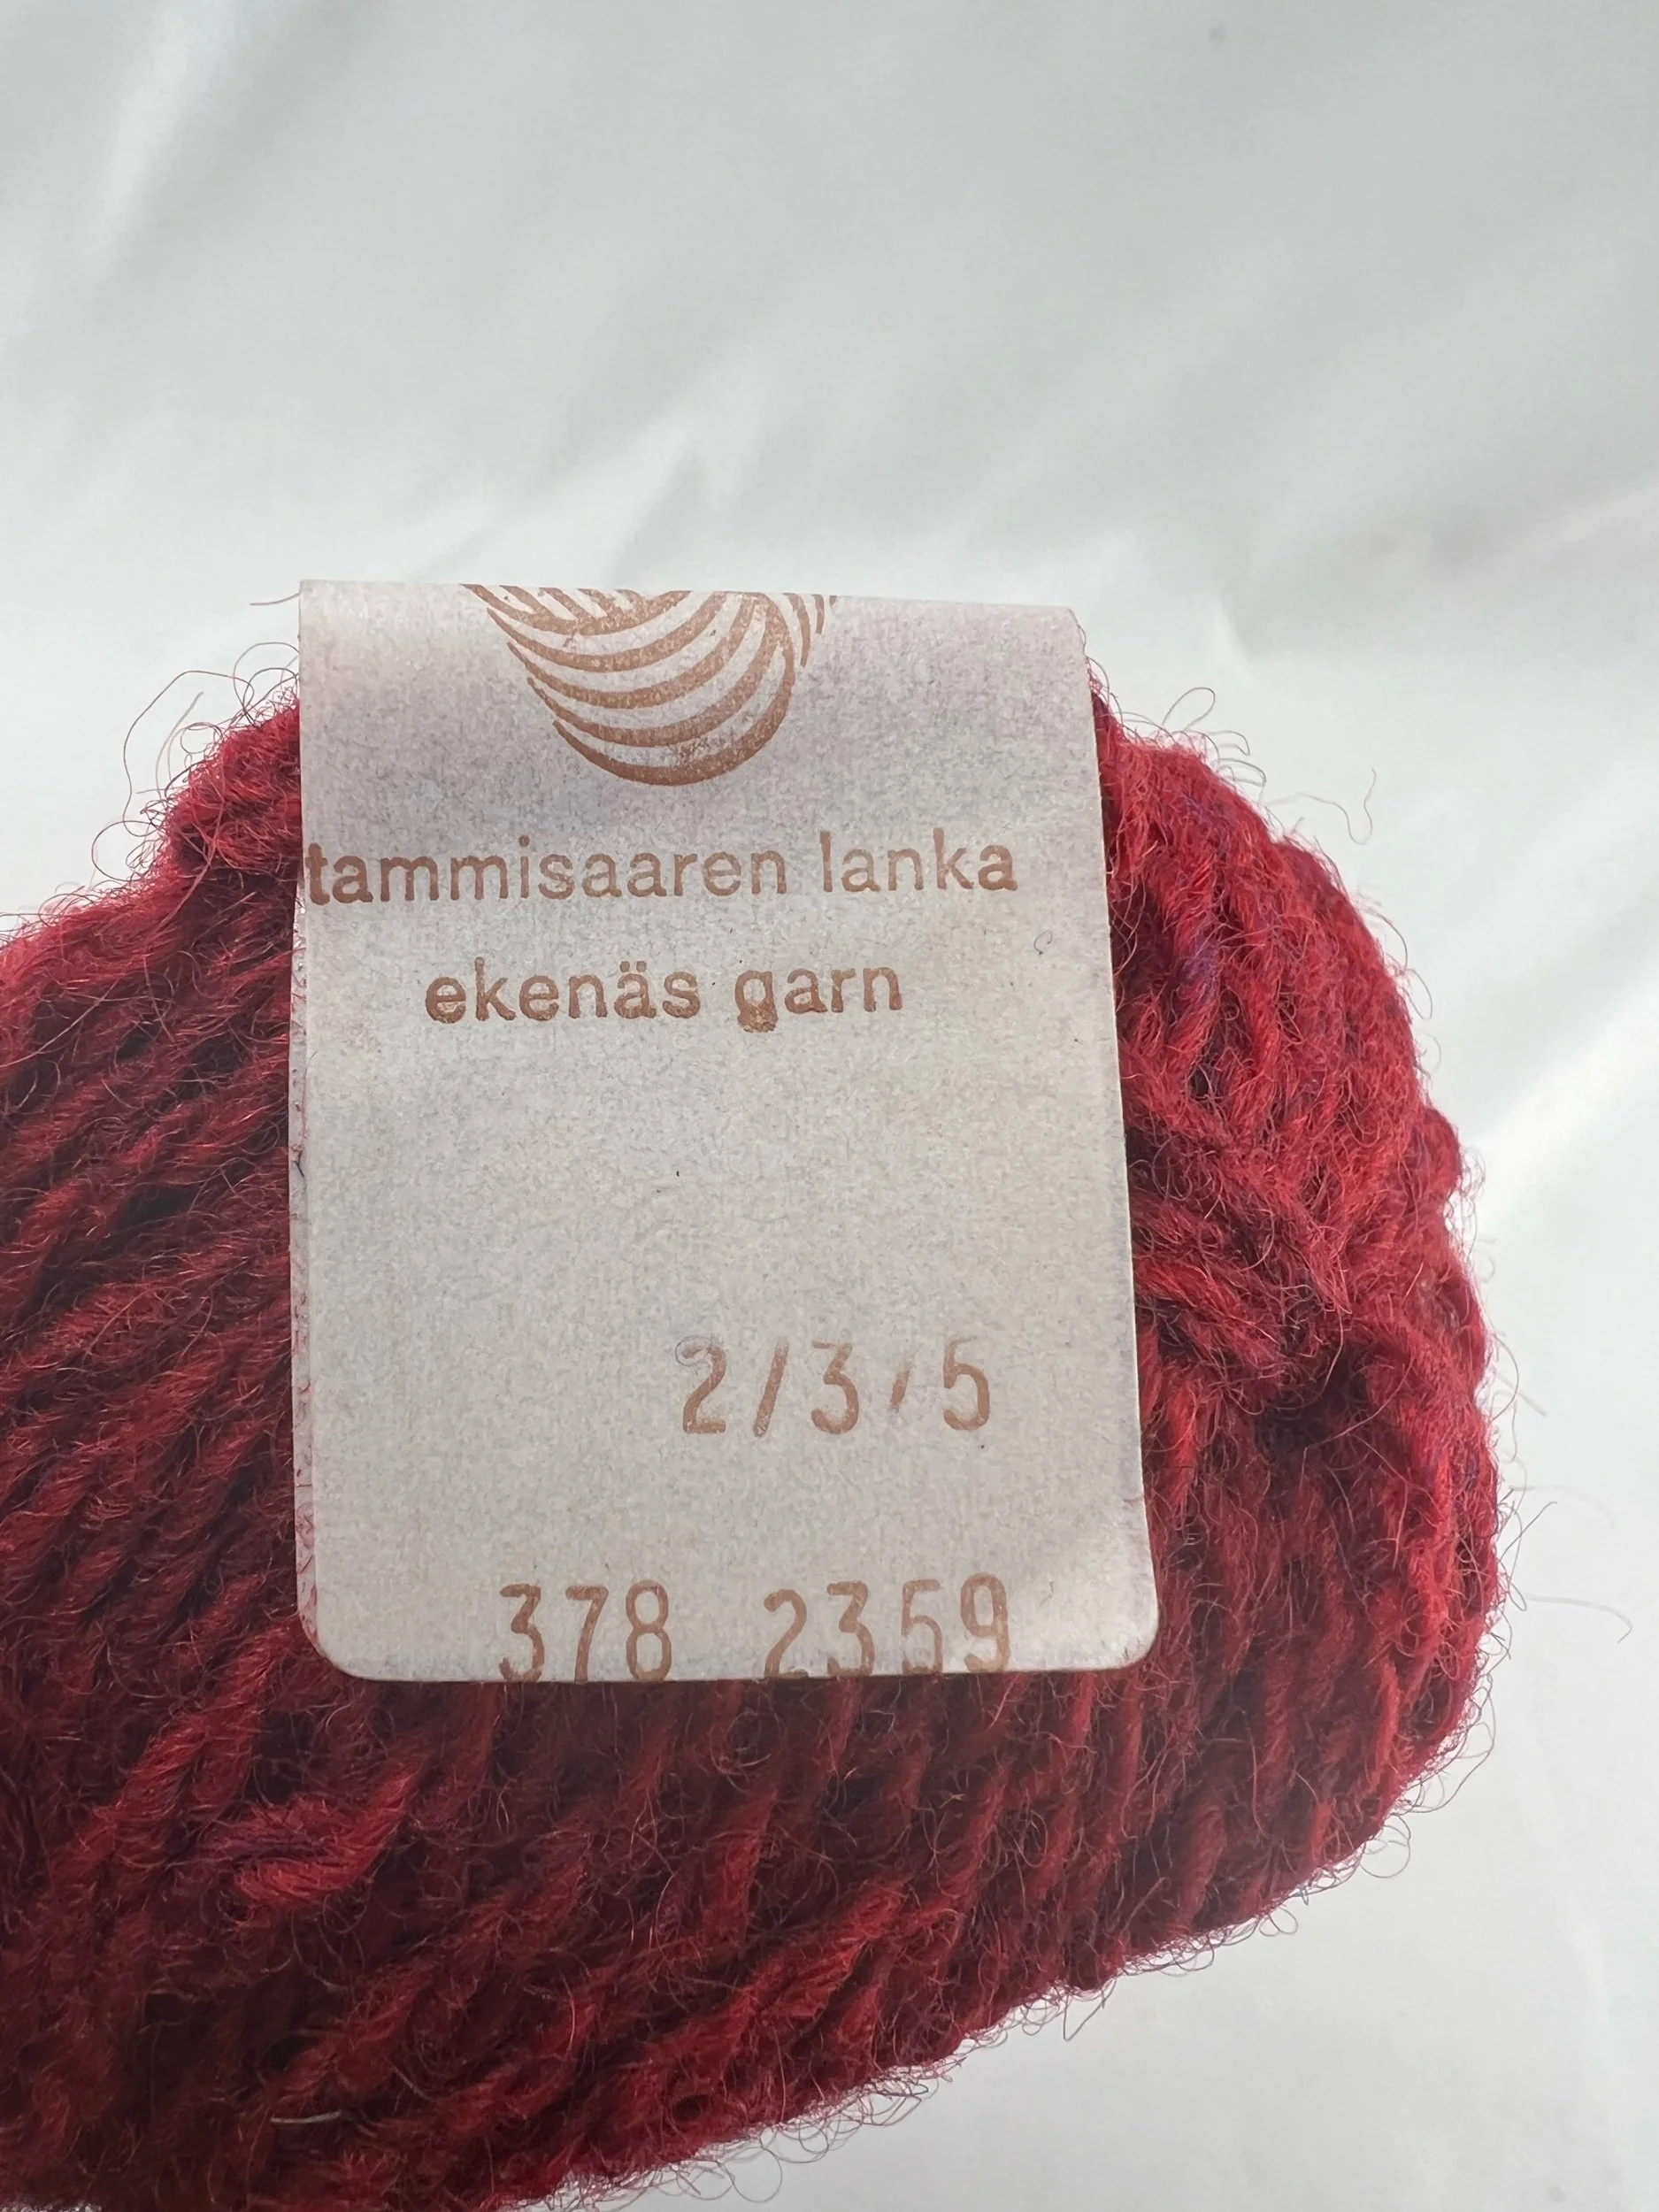 tammisaaren lanka
ekenäs garn
2/3/5
378 2359